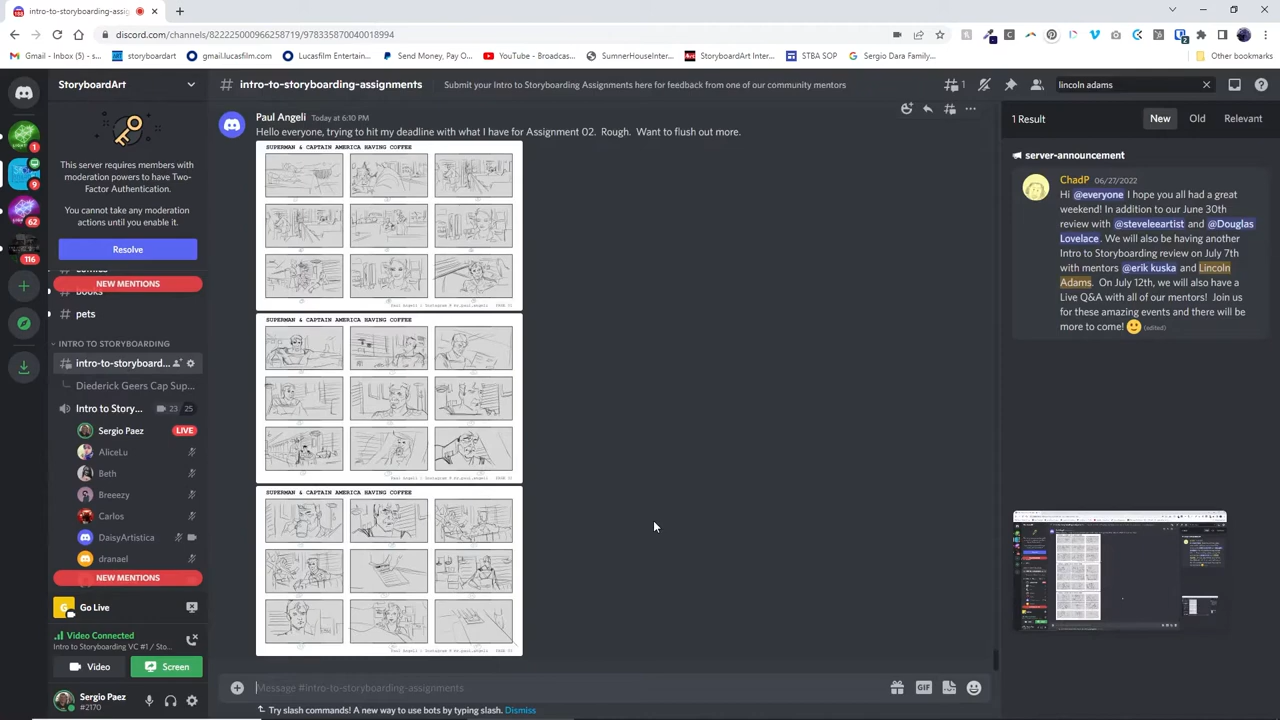 intro-to-storyboarding-assig
discord.com/channels/822225000966258719/978335870040018994
Gmail - Inbox (5) - st...
storyboardart
gmail.lucasfilm.com
Lucasfilm Entertain...
Send Money, Pay O...
YouTube - Broadcas...
SumnerHouseInter...
StoryboardArt Inter...
STBA SOP
Sergio Dara Family...
StoryboardArt
intro-to-storyboarding-assignments
Submit your Intro to Storyboarding Assignments here for feedback from one of our community mentors
1
lincoln adams
This server requires members with
moderation powers to have Two-
Factor Authentication.
You cannot take any moderation
actions until you enable it.
Resolve
NEW MENTIONS
books
pets
INTRO TO STORYBOARDING
intro-to-storyboarding...
Diederick Geers Cap Sup...
Intro to Story... 23 25
Sergio Paez LIVE
AliceLu
Beth
Breeezy
Carlos
DaisyArtistica
dranael
NEW MENTIONS
Go Live
Video Connected
Intro to Storyboarding VC #1 / Sto...
Video
Screen
Sergio Paez
#2170
1
9
62
116
Paul Angeli Today at 6:10 PM
Hello everyone, trying to hit my deadline with what I have for Assignment 02. Rough. Want to flush out more.
SUPERMAN & CAPTAIN AMERICA HAVING COFFEE
SUPERMAN & CAPTAIN AMERICA HAVING COFFEE
SUPERMAN & CAPTAIN AMERICA HAVING COFFEE
Message #intro-to-storyboarding-assignments
GIF
Try slash commands! A new way to use bots by typing slash. Dismiss
1 Result
New
Old
Relevant
server-announcement
ChadP 06/27/2022
Hi @everyone I hope you all had a great
weekend! In addition to our June 30th
review with @steveleeartist and @Douglas
Lovelace. We will also be having another
Intro to Storyboarding review on July 7th
with mentors @erik kuska and Lincoln
Adams. On July 12th, we will also have a
Live Q&A with all of our mentors! Join us
for these amazing events and there will be
more to come! (edited)